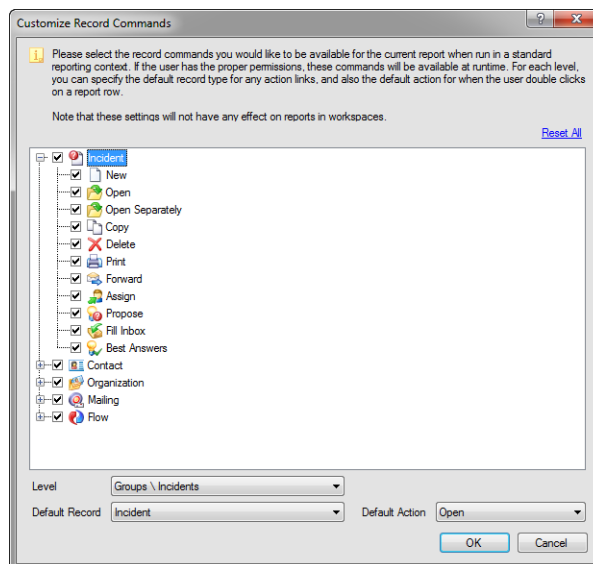 Customize Record Commands
Please select the record commands you would like to be available for the current report when run in a standard
reporting context. If the user has the proper permissions, these commands will be available at runtime. For each level,
you can specify the default record type for any action links, and also the default action for when the user double clicks
on a report row.
Note that these settings will not have any effect on reports in workspaces.
Reset All
Incident
New
Open
Open Separately
Copy
Delete
Print
Forward
Assign
Propose
Fill Inbox
Best Answers
Contact
Organization
Mailing
Flow
Level Groups \ Incidents
Default Record Incident Default Action Open
OK Cancel